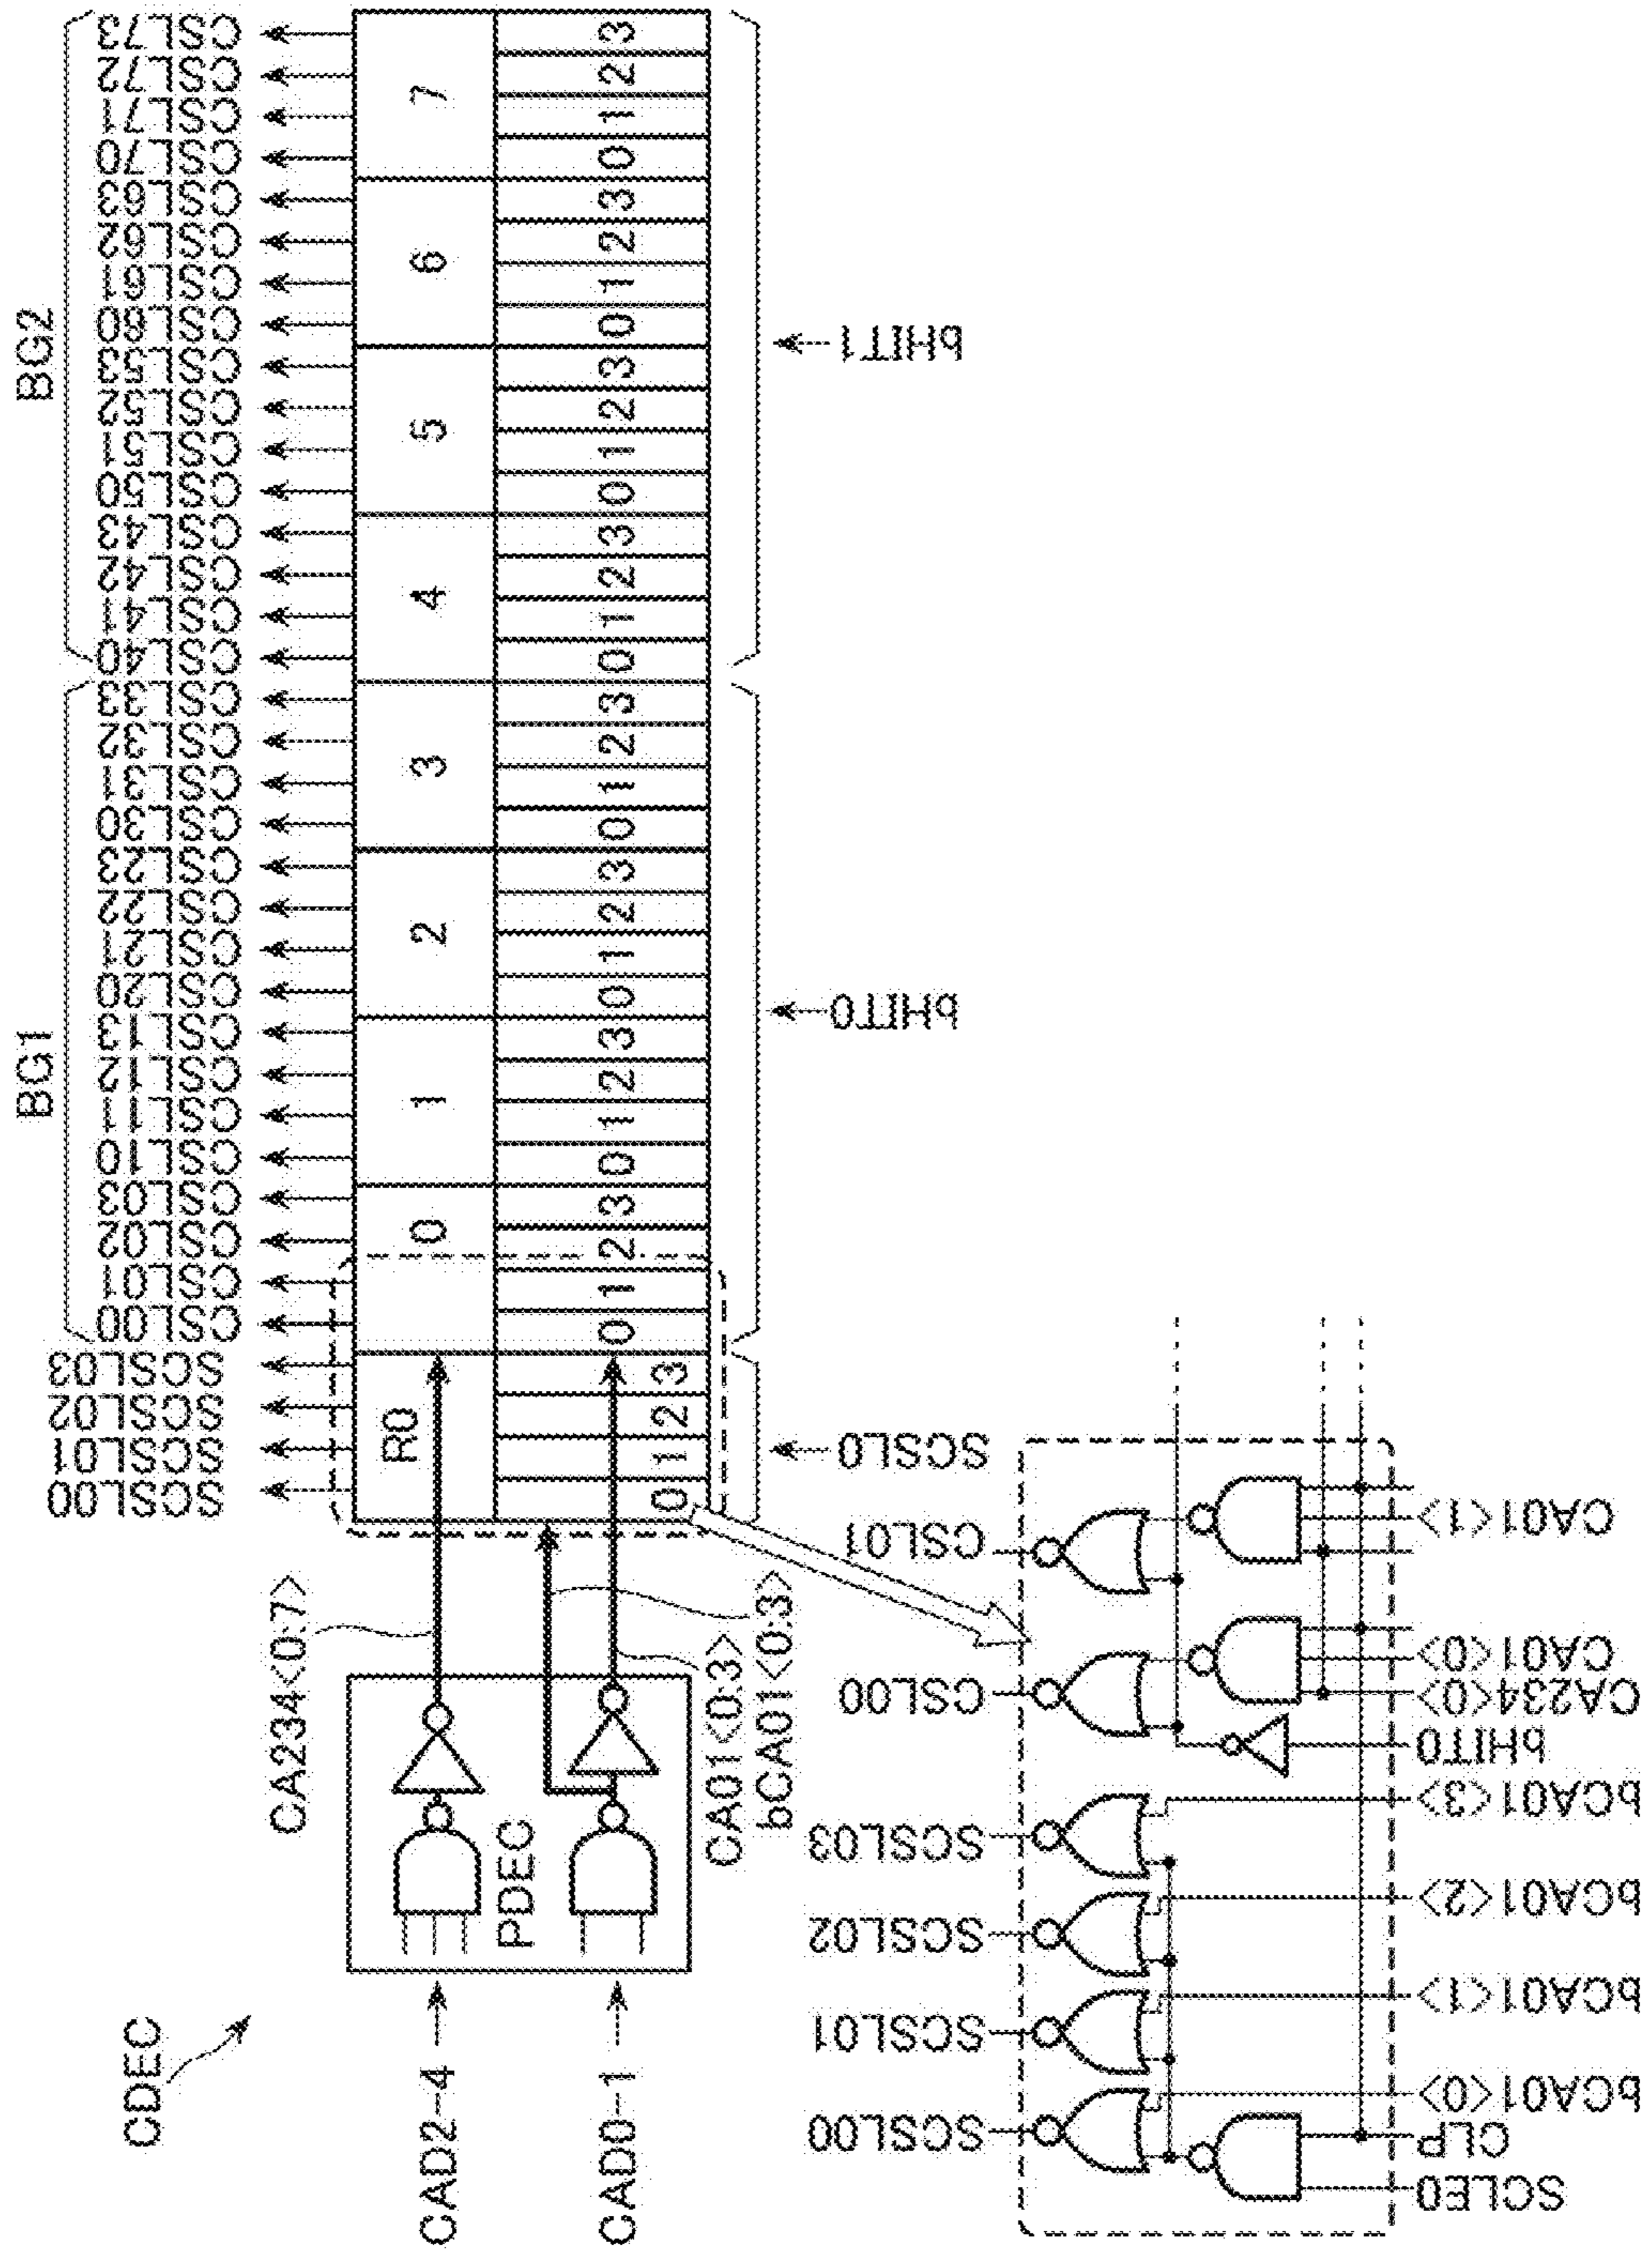 CDEC
BG1
BG2
SCSL00
SCSL01
SCSL02
SCSL03
CSL00
CSL01
CSL02
CSL03
CSL10
CSL11
CSL12
CSL13
CSL20
CSL21
CSL22
CSL23
CSL30
CSL31
CSL32
CSL33
CSL40
CSL41
CSL42
CSL43
CSL50
CSL51
CSL52
CSL53
CSL60
CSL61
CSL62
CSL63
CSL70
CSL71
CSL72
CSL73
CAD2-4
CAD0-1
PDEC
CA234<0:7>
CA01<0:3>
bCA01<0:3>
R0 0 1 2 3 4 5 6 7
0 1 2 3 0 1 2 3 0 1 2 3 0 1 2 3 0 1 2 3 0 1 2 3 0 1 2 3 0 1 2 3 0 1 2 3
SCSL0
bHIT0
bHIT1
SCSL00
SCSL01
SCSL02
SCSL03
CSL00
CSL01
SCLE0
CLP
bCA01<0>
bCA01<1>
bCA01<2>
bCA01<3>
bHIT0
CA234<0>
CA01<0>
CA01<1>